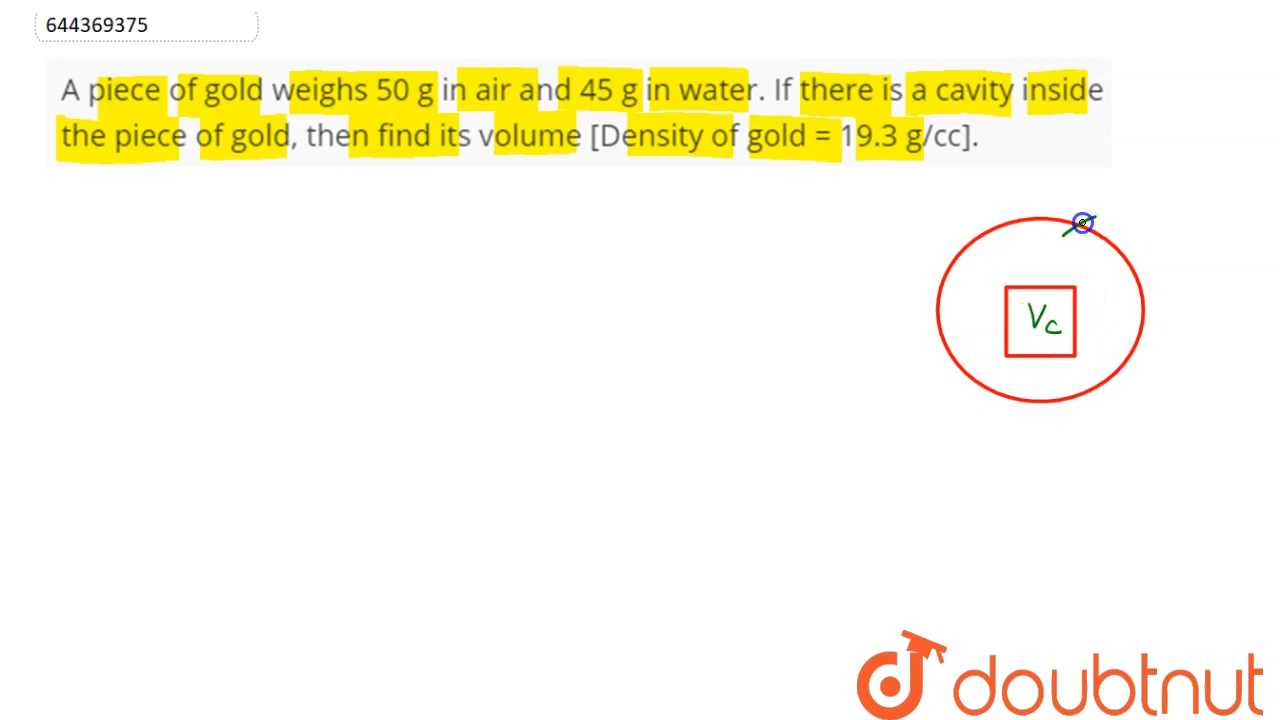 644369375
A piece of gold weighs 50 g in air and 45 g in water. If there is a cavity inside
the piece of gold, then find its volume [Density of gold = 19.3 g/cc].
Vc
doubtnut